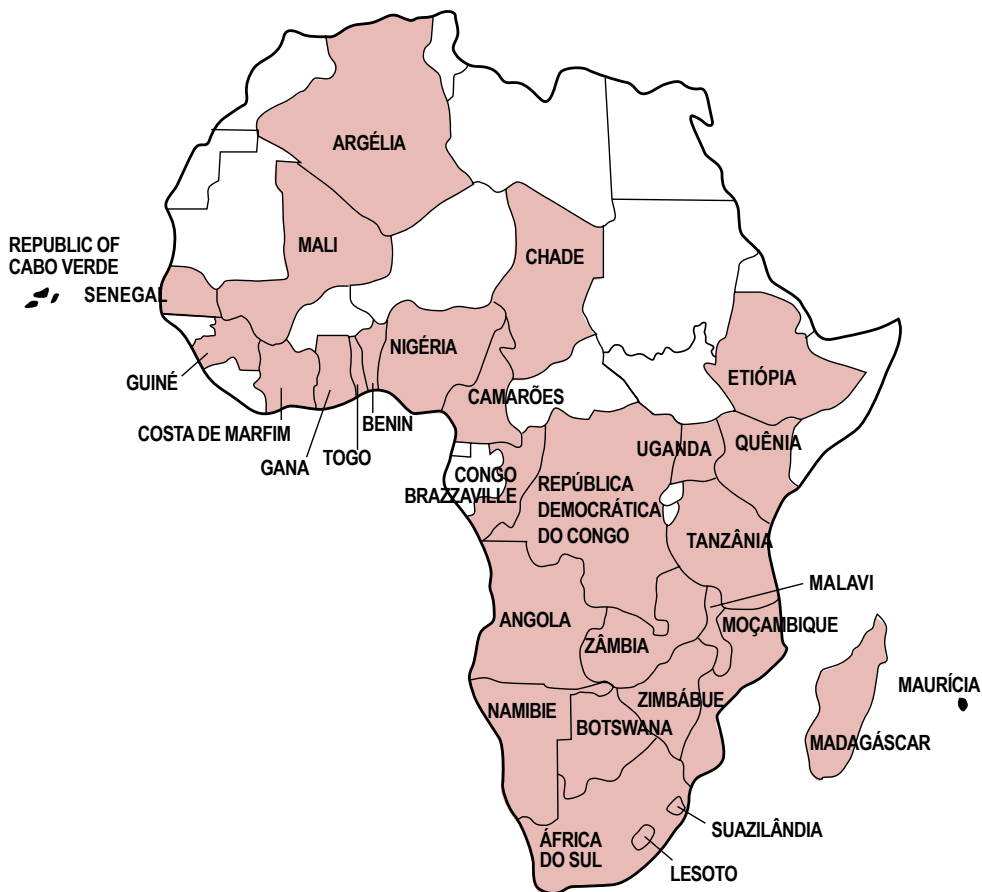 ARGÉLIA
MALI
REPUBLIC OF
CABO VERDE
CHADE
SENEGAL
NIGÉRIA
ETIÓPIA
GUINÉ
CAMARÕES
BENIN
COSTA DE MARFIM
UGANDA
QUÊNIA
TOGO
GANA
CONGO
BRAZZAVILLE
REPÚBLICA
DEMOCRÁTICA
DO CONGO
TANZÂNIA
MALAVI
ANGOLA
MOÇAMBIQUE
ZÂMBIA
MAURÍCIA
NAMIBIE
ZIMBÁBUE
BOTSWANA
MADAGÁSCAR
SUAZILÂNDIA
ÁFRICA
DO SUL
LESOTO